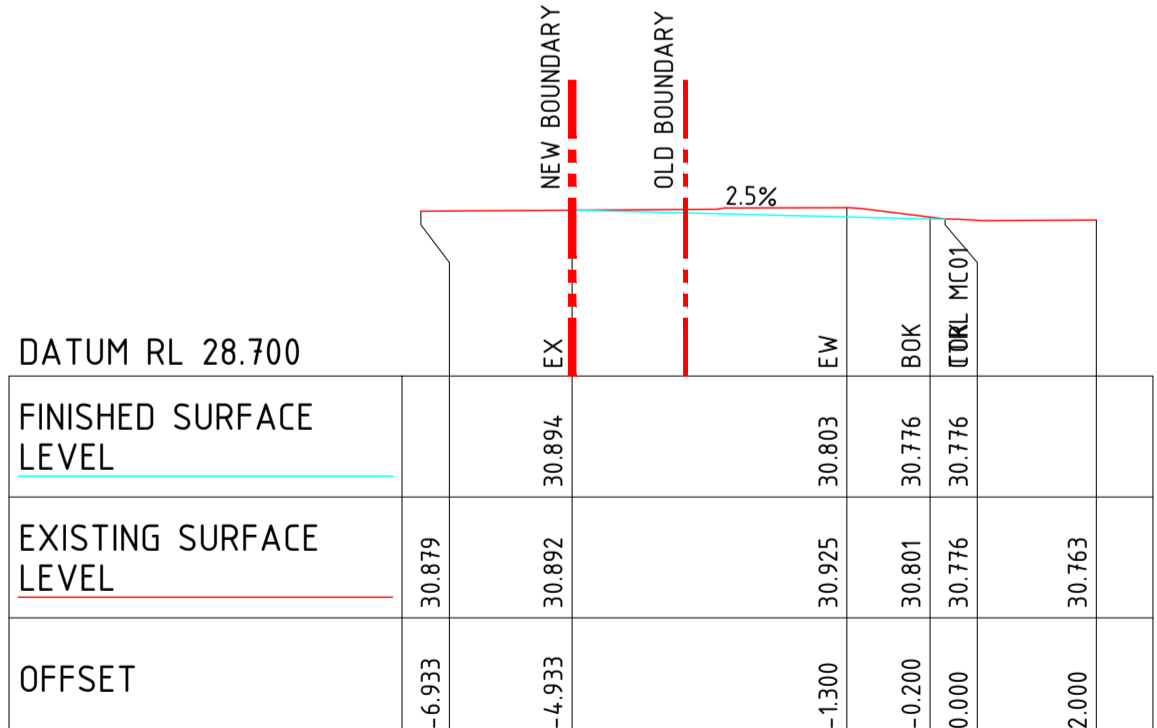 NEW BOUNDARY
OLD BOUNDARY
2.5%
EX
EW
BOK
MC01
DATUM RL 28.700
FINISHED SURFACE
LEVEL
30.894
30.803
30.776
30.776
EXISTING SURFACE
LEVEL
30.879
30.892
30.925
30.801
30.776
30.763
OFFSET
-6.933
-4.933
-1.300
-0.200
0.000
2.000